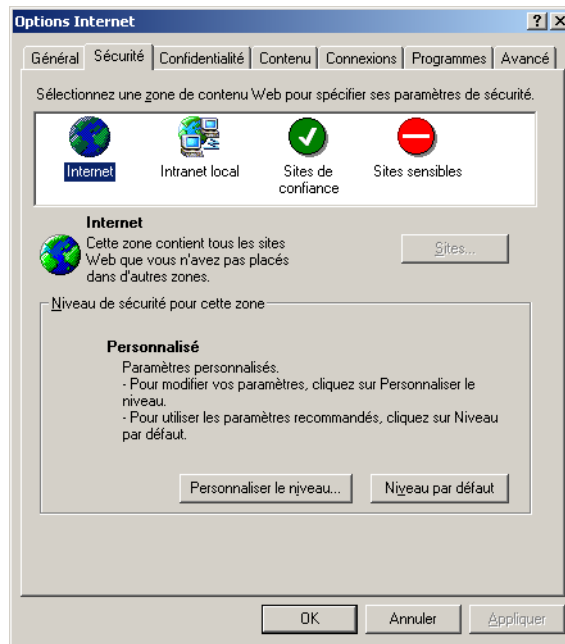 Options Internet
Général Sécurité Confidentialité Contenu Connexions Programmes Avancé
Sélectionnez une zone de contenu Web pour spécifier ses paramètres de sécurité.
Internet Intranet local Sites de confiance Sites sensibles
Internet
Cette zone contient tous les sites
Web que vous n'avez pas placés
dans d'autres zones.
Sites...
Niveau de sécurité pour cette zone
Personnalisé
Paramètres personnalisés.
- Pour modifier vos paramètres, cliquez sur Personnaliser le
niveau.
- Pour utiliser les paramètres recommandés, cliquez sur Niveau
par défaut.
Personnaliser le niveau... Niveau par défaut
OK Annuler Appliquer